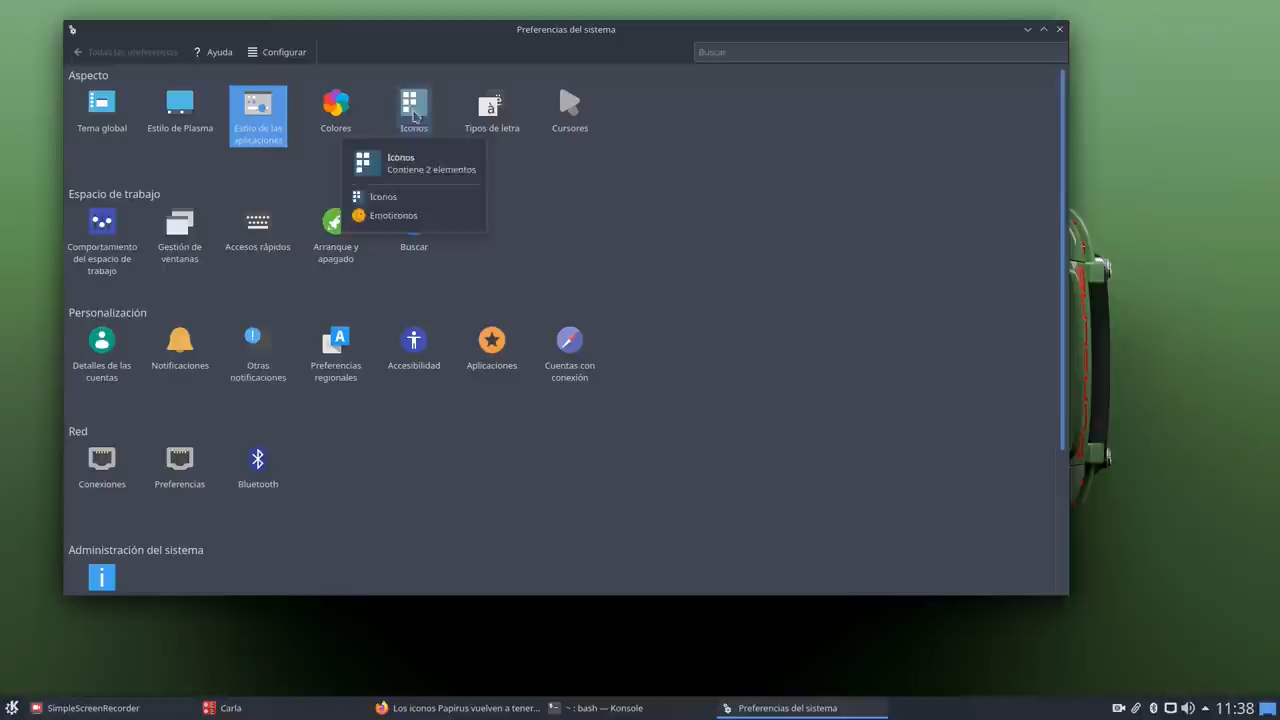 Preferencias del sistema
Todas las preferencias
? Ayuda
Configurar
Buscar
Aspecto
Tema global
Estilo de Plasma
Estilo de las
aplicaciones
Colores
Iconos
Tipos de letra
Cursores
Iconos
Contiene 2 elementos
Iconos
Emoticonos
Espacio de trabajo
Comportamiento
del espacio de
trabajo
Gestión de
ventanas
Accesos rápidos
Arranque y
apagado
Buscar
Personalización
Detalles de las
cuentas
Notificaciones
Otras
notificaciones
Preferencias
regionales
Accesibilidad
Aplicaciones
Cuentas con
conexión
Red
Conexiones
Preferencias
Bluetooth
Administración del sistema
SimpleScreenRecorder
Carla
Los iconos Papirus vuelven a tener...
~ : bash — Konsole
Preferencias del sistema
11:38